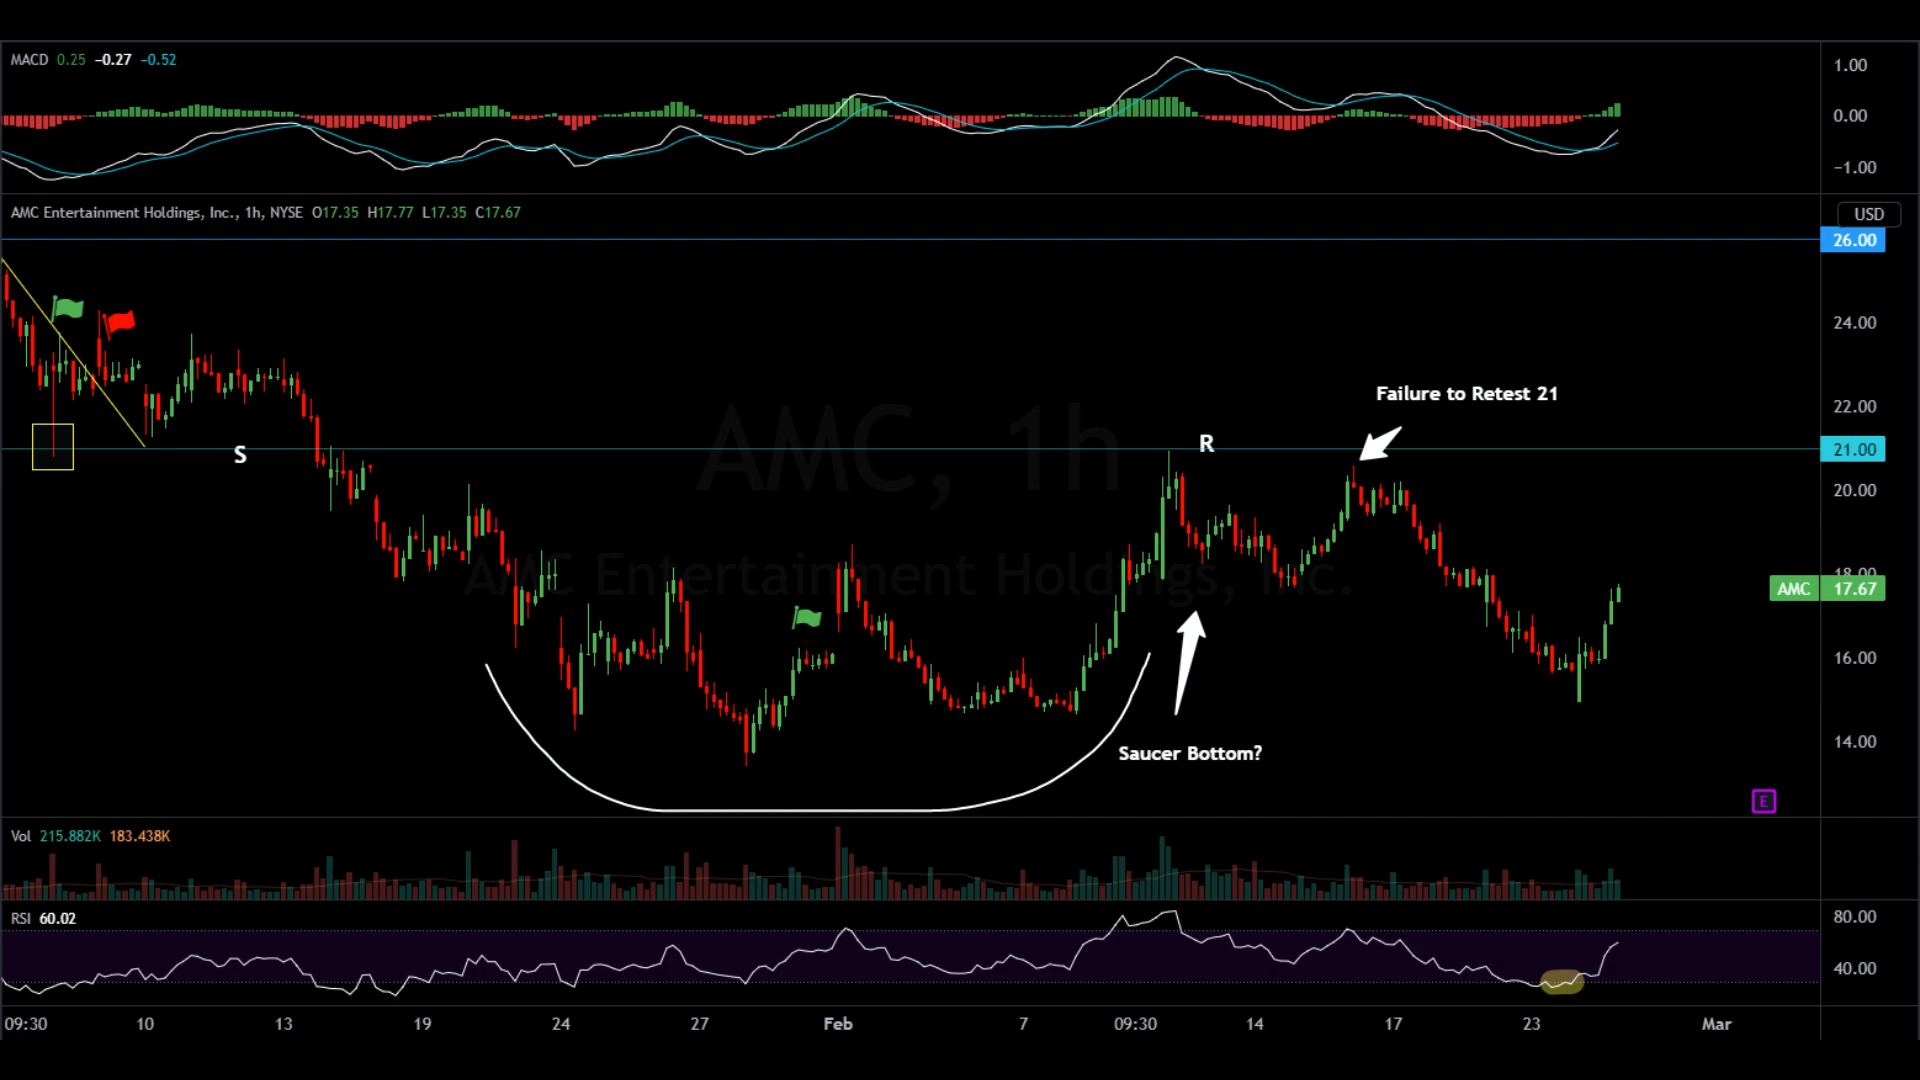 MACD 0.25 −0.27 −0.52
1.00
0.00
−1.00
AMC Entertainment Holdings, Inc., 1h, NYSE O17.35 H17.77 L17.35 C17.67
USD
26.00
24.00
Failure to Retest 21
22.00
AMC, 1h
S
R
21.00
20.00
AMC Entertainment Holdings, Inc.
18.00
AMC 17.67
16.00
14.00
Saucer Bottom?
E
Vol 215.882K 183.438K
RSI 60.02
80.00
40.00
09:30 10 13 19 24 27 Feb 7 09:30 14 17 23 Mar